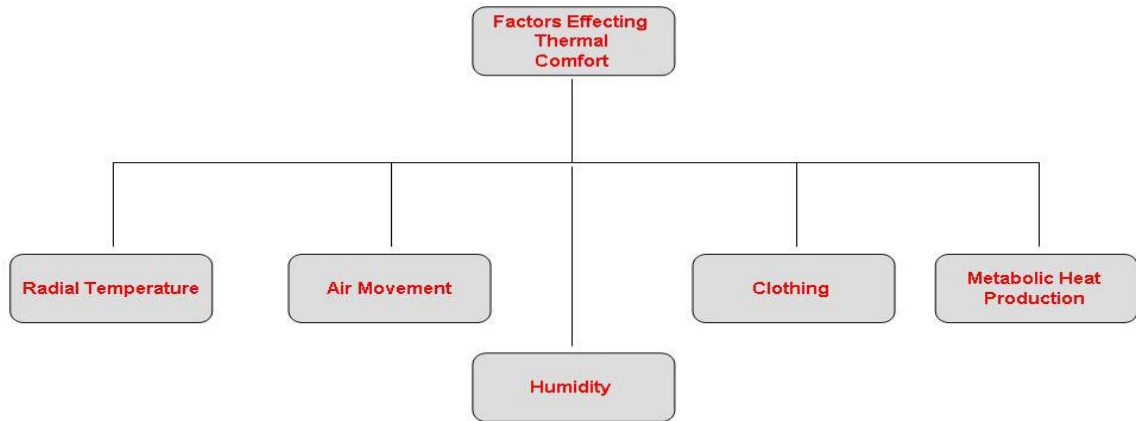 Factors Effecting
Thermal
Comfort
Radial Temperature
Air Movement
Clothing
Metabolic Heat
Production
Humidity